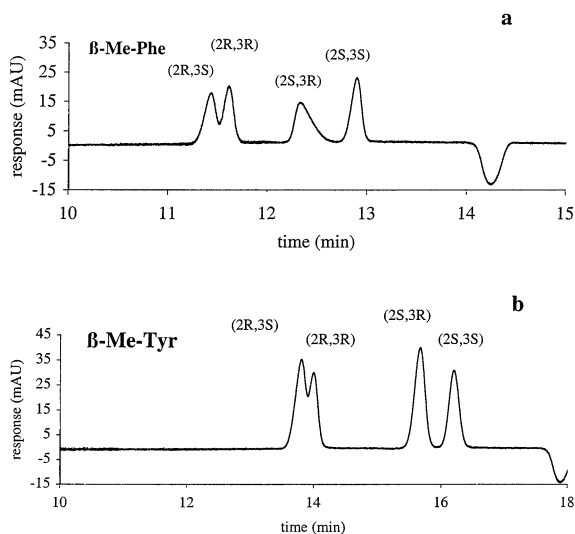 a
ß-Me-Phe
(2R,3S)
(2R,3R)
(2S,3R)
(2S,3S)
response (mAU)
35
25
15
5
-5
-15
10 11 12 13 14 15
time (min)
b
ß-Me-Tyr
(2R,3S)
(2R,3R)
(2S,3R)
(2S,3S)
response (mAU)
45
35
25
15
5
-5
-15
10 12 14 16 18
time (min)